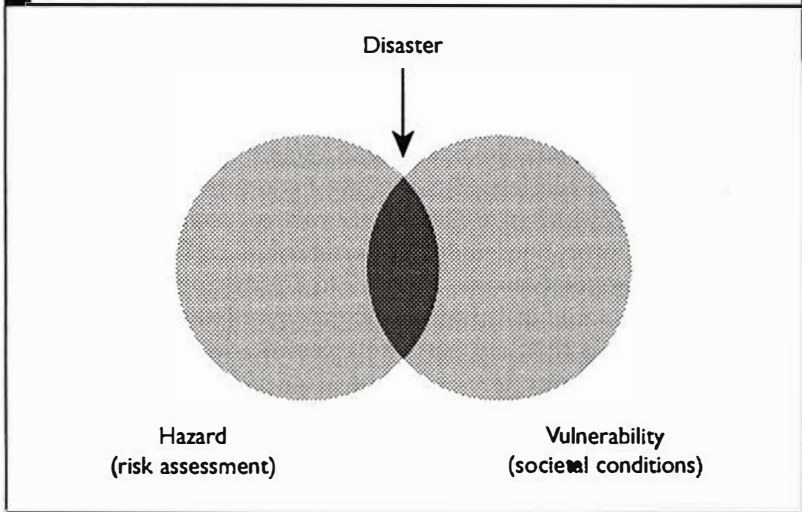 Disaster
Hazard
(risk assessment)
Vulnerability
(societal conditions)